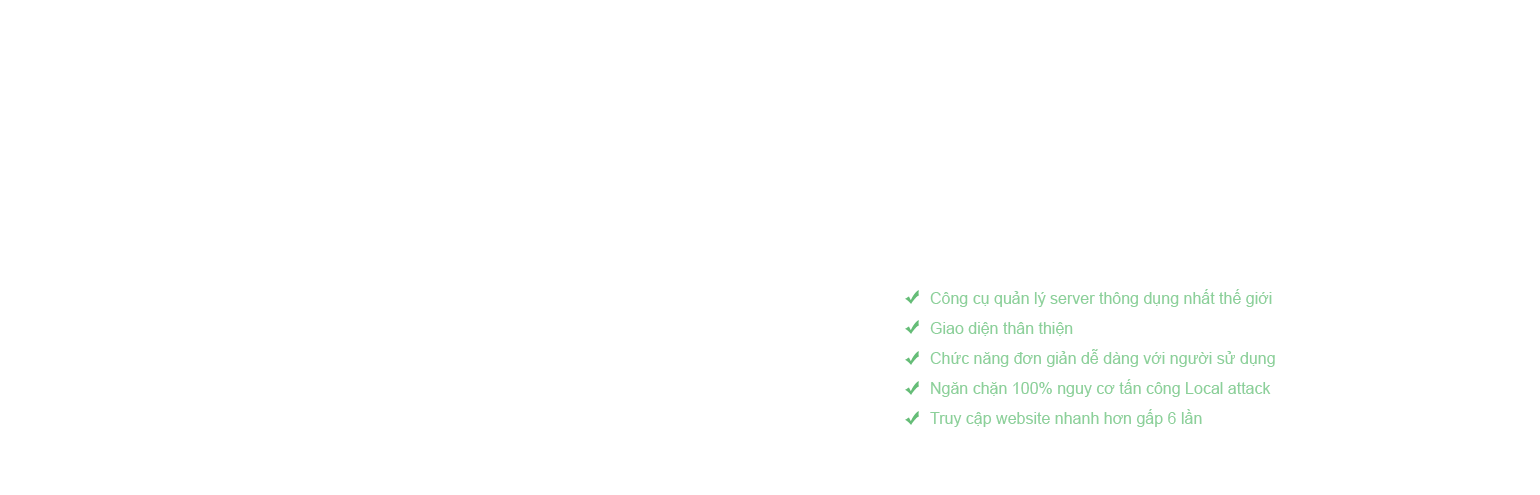 Công cụ quản lý server thông dụng nhất thế giới
Giao diện thân thiện
Chức năng đơn giản dễ dàng với người sử dụng
Ngăn chặn 100% nguy cơ tấn công Local attack
Truy cập website nhanh hơn gấp 6 lần